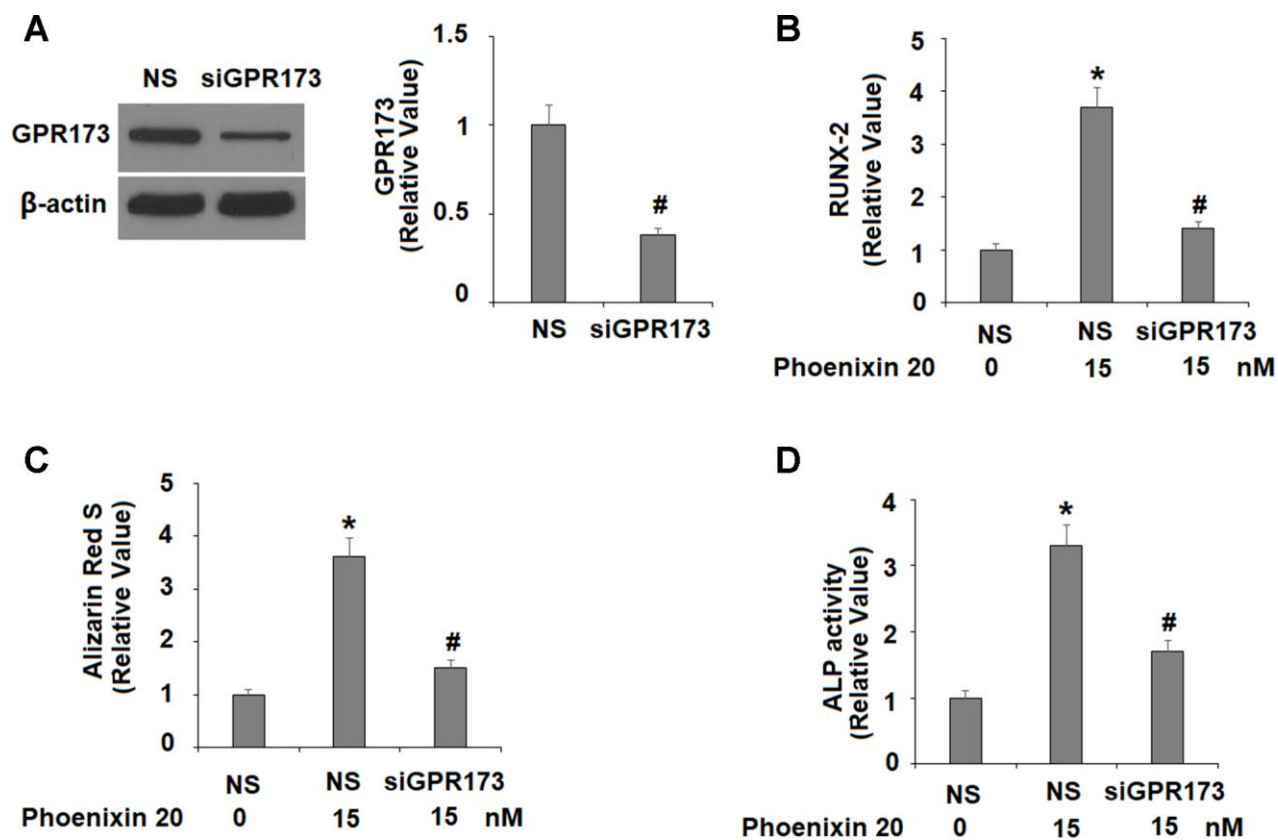 A
NS siGPR173
GPR173
β-actin
GPR173
(Relative Value)
1.5
1
0.5
0
#
NS siGPR173
B
RUNX-2
(Relative Value)
5
4
3
2
1
0
*
#
NS NS siGPR173
Phoenixin 20 0 15 15 nM
C
Alizarin Red S
(Relative Value)
5
4
3
2
1
0
*
#
NS NS siGPR173
Phoenixin 20 0 15 15 nM
D
ALP activity
(Relative Value)
4
3
2
1
0
*
#
NS NS siGPR173
Phoenixin 20 0 15 15 nM